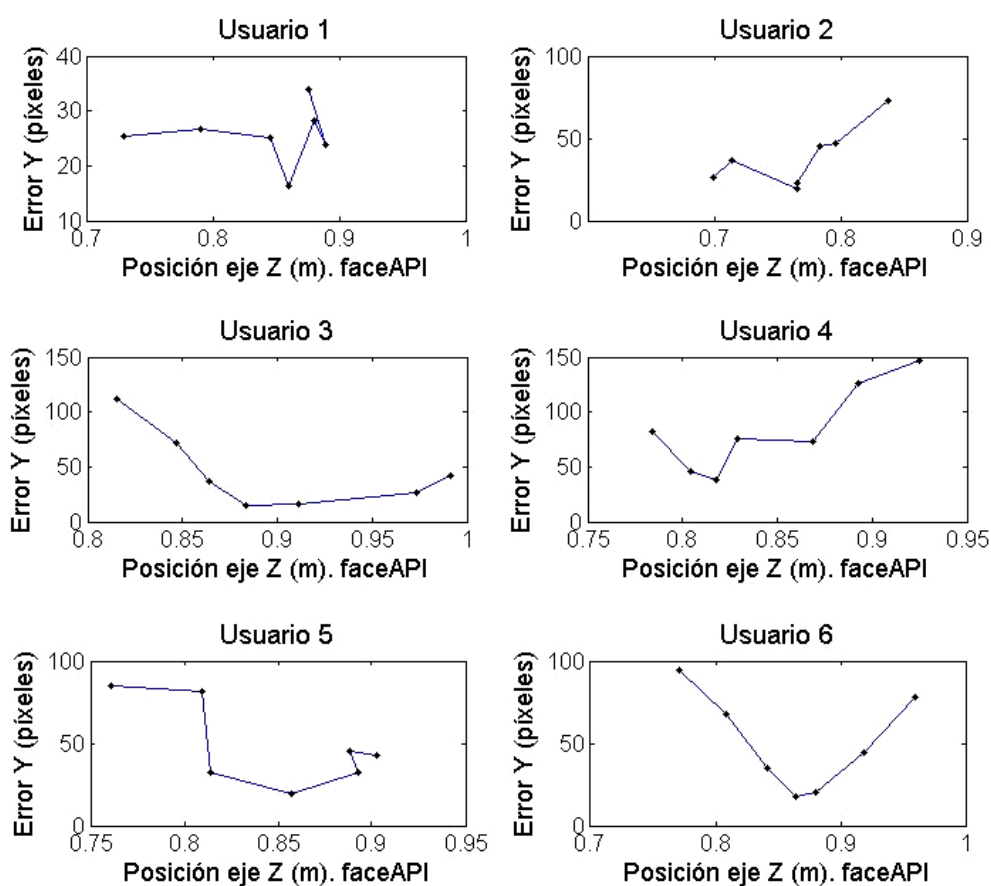 Usuario 1
Error Y (píxeles)
40
30
20
10
0.7 0.8 0.9 1
Posición eje Z (m). faceAPI
Usuario 2
Error Y (píxeles)
100
50
0
0.7 0.8 0.9
Posición eje Z (m). faceAPI
Usuario 3
Error Y (píxeles)
150
100
50
0
0.8 0.85 0.9 0.95 1
Posición eje Z (m). faceAPI
Usuario 4
Error Y (píxeles)
150
100
50
0
0.75 0.8 0.85 0.9 0.95
Posición eje Z (m). faceAPI
Usuario 5
Error Y (píxeles)
100
50
0
0.75 0.8 0.85 0.9 0.95
Posición eje Z (m). faceAPI
Usuario 6
Error Y (píxeles)
100
50
0
0.7 0.8 0.9 1
Posición eje Z (m). faceAPI